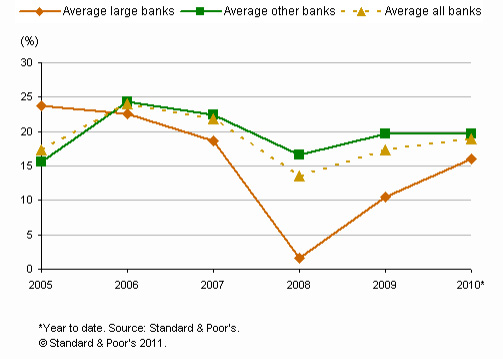 Average large banks Average other banks Average all banks
(%)
30
25
20
15
10
5
0
2005 2006 2007 2008 2009 2010*
*Year to date. Source: Standard & Poor's.
© Standard & Poor's 2011.